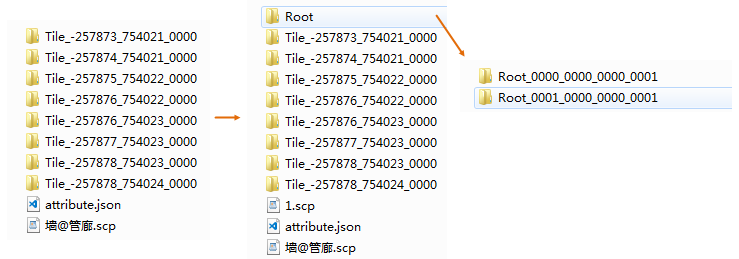 Tile_-257873_754021_0000
Tile_-257874_754021_0000
Tile_-257875_754022_0000
Tile_-257876_754022_0000
Tile_-257876_754023_0000
Tile_-257877_754023_0000
Tile_-257878_754023_0000
Tile_-257878_754024_0000
attribute.json
墙@管廊.scp
Root
Tile_-257873_754021_0000
Tile_-257874_754021_0000
Tile_-257875_754022_0000
Tile_-257876_754022_0000
Tile_-257876_754023_0000
Tile_-257877_754023_0000
Tile_-257878_754023_0000
Tile_-257878_754024_0000
1.scp
attribute.json
墙@管廊.scp
Root_0000_0000_0000_0001
Root_0001_0000_0000_0001